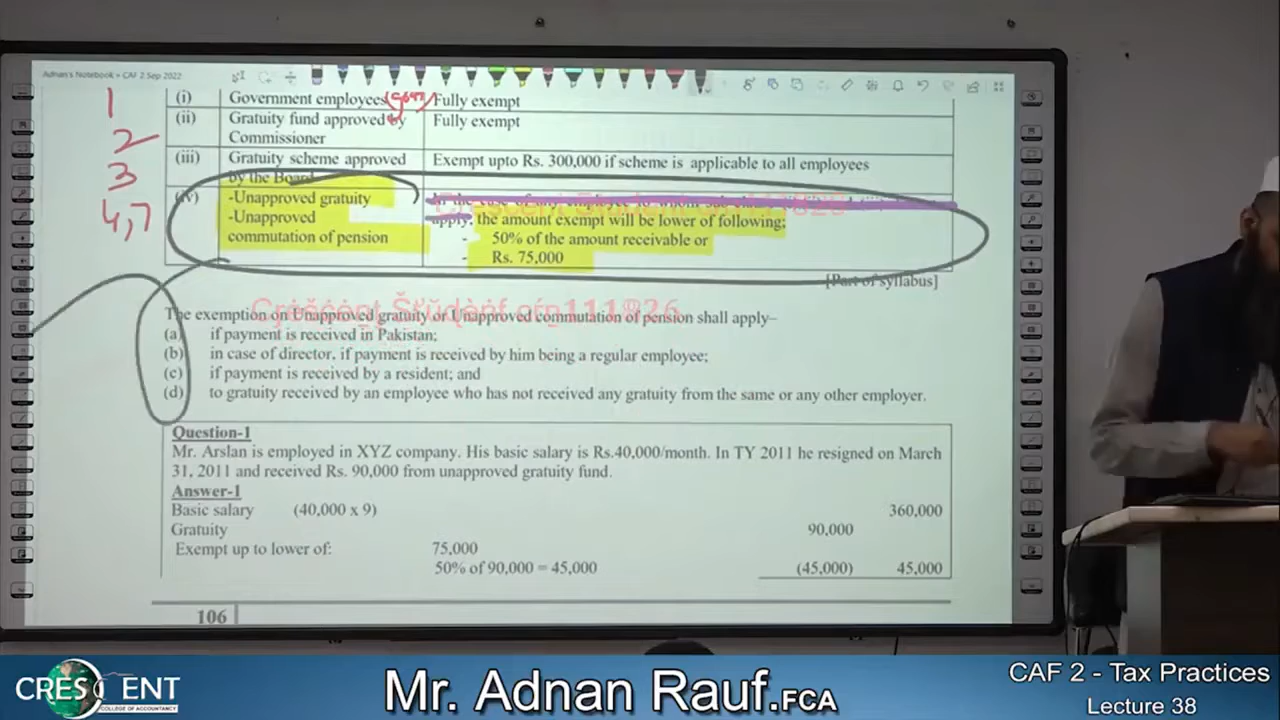 Adnan's Notebook » CAF 2 Sep 2022
1
2
3
4,7
(i) Government employees (Govt) Fully exempt
(ii) Gratuity fund approved by Commissioner Fully exempt
(iii) Gratuity scheme approved by the Board Exempt upto Rs. 300,000 if scheme is applicable to all employees
(iv) -Unapproved gratuity
-Unapproved
commutation of pension
In the case of any employee to whom
apply, the amount exempt will be lower of following;
- 50% of the amount receivable or
- Rs. 75,000
[Part of syllabus]
The exemption on Unapproved gratuity or Unapproved commutation of pension shall apply–
(a) if payment is received in Pakistan;
(b) in case of director, if payment is received by him being a regular employee;
(c) if payment is received by a resident; and
(d) to gratuity received by an employee who has not received any gratuity from the same or any other employer.
Question-1
Mr. Arslan is employed in XYZ company. His basic salary is Rs.40,000/month. In TY 2011 he resigned on March
31, 2011 and received Rs. 90,000 from unapproved gratuity fund.
Answer-1
Basic salary (40,000 x 9) 360,000
Gratuity 90,000
Exempt up to lower of: 75,000
50% of 90,000 = 45,000 (45,000) 45,000
106
CRESCENT
COLLEGE OF ACCOUNTANCY
Mr. Adnan Rauf.FCA
CAF 2 - Tax Practices
Lecture 38